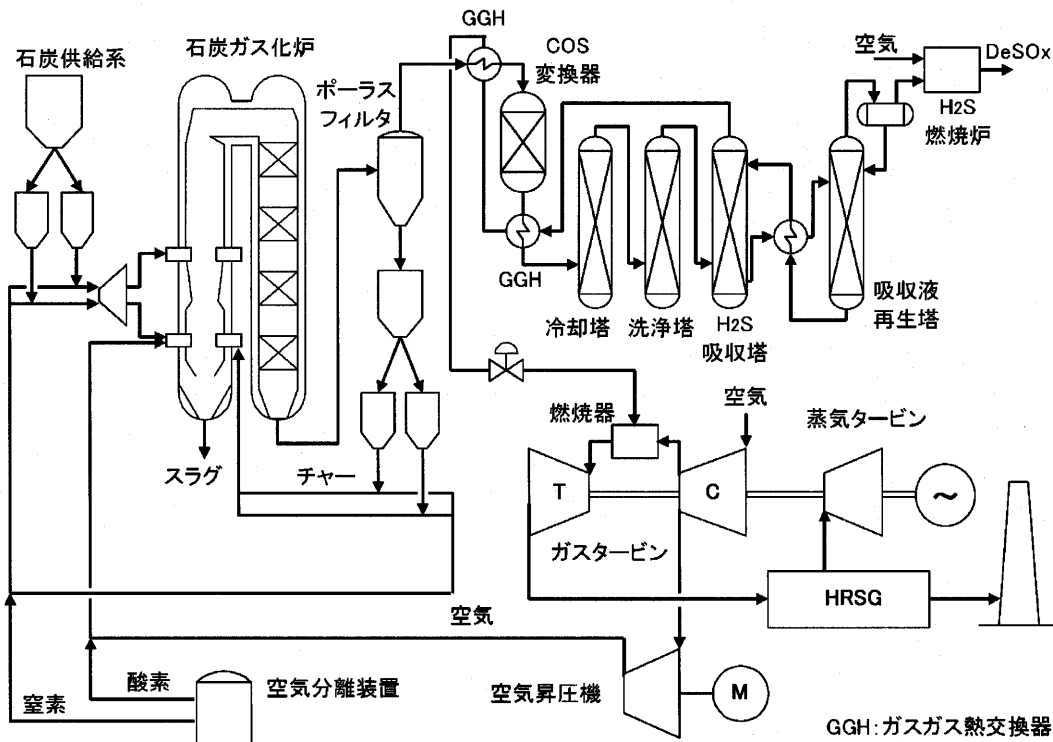 GGH
石炭供給系
石炭ガス化炉
COS
変換器
空気
DeSOx
ポーラス
フィルタ
H2S
燃焼炉
GGH
冷却塔
洗浄塔
H2S
吸収塔
吸収液
再生塔
燃焼器
空気
蒸気タービン
スラグ
チャー
T
C
~
ガスタービン
HRSG
空気
酸素
空気分離装置
窒素
空気昇圧機
M
GGH:ガスガス熱交換器